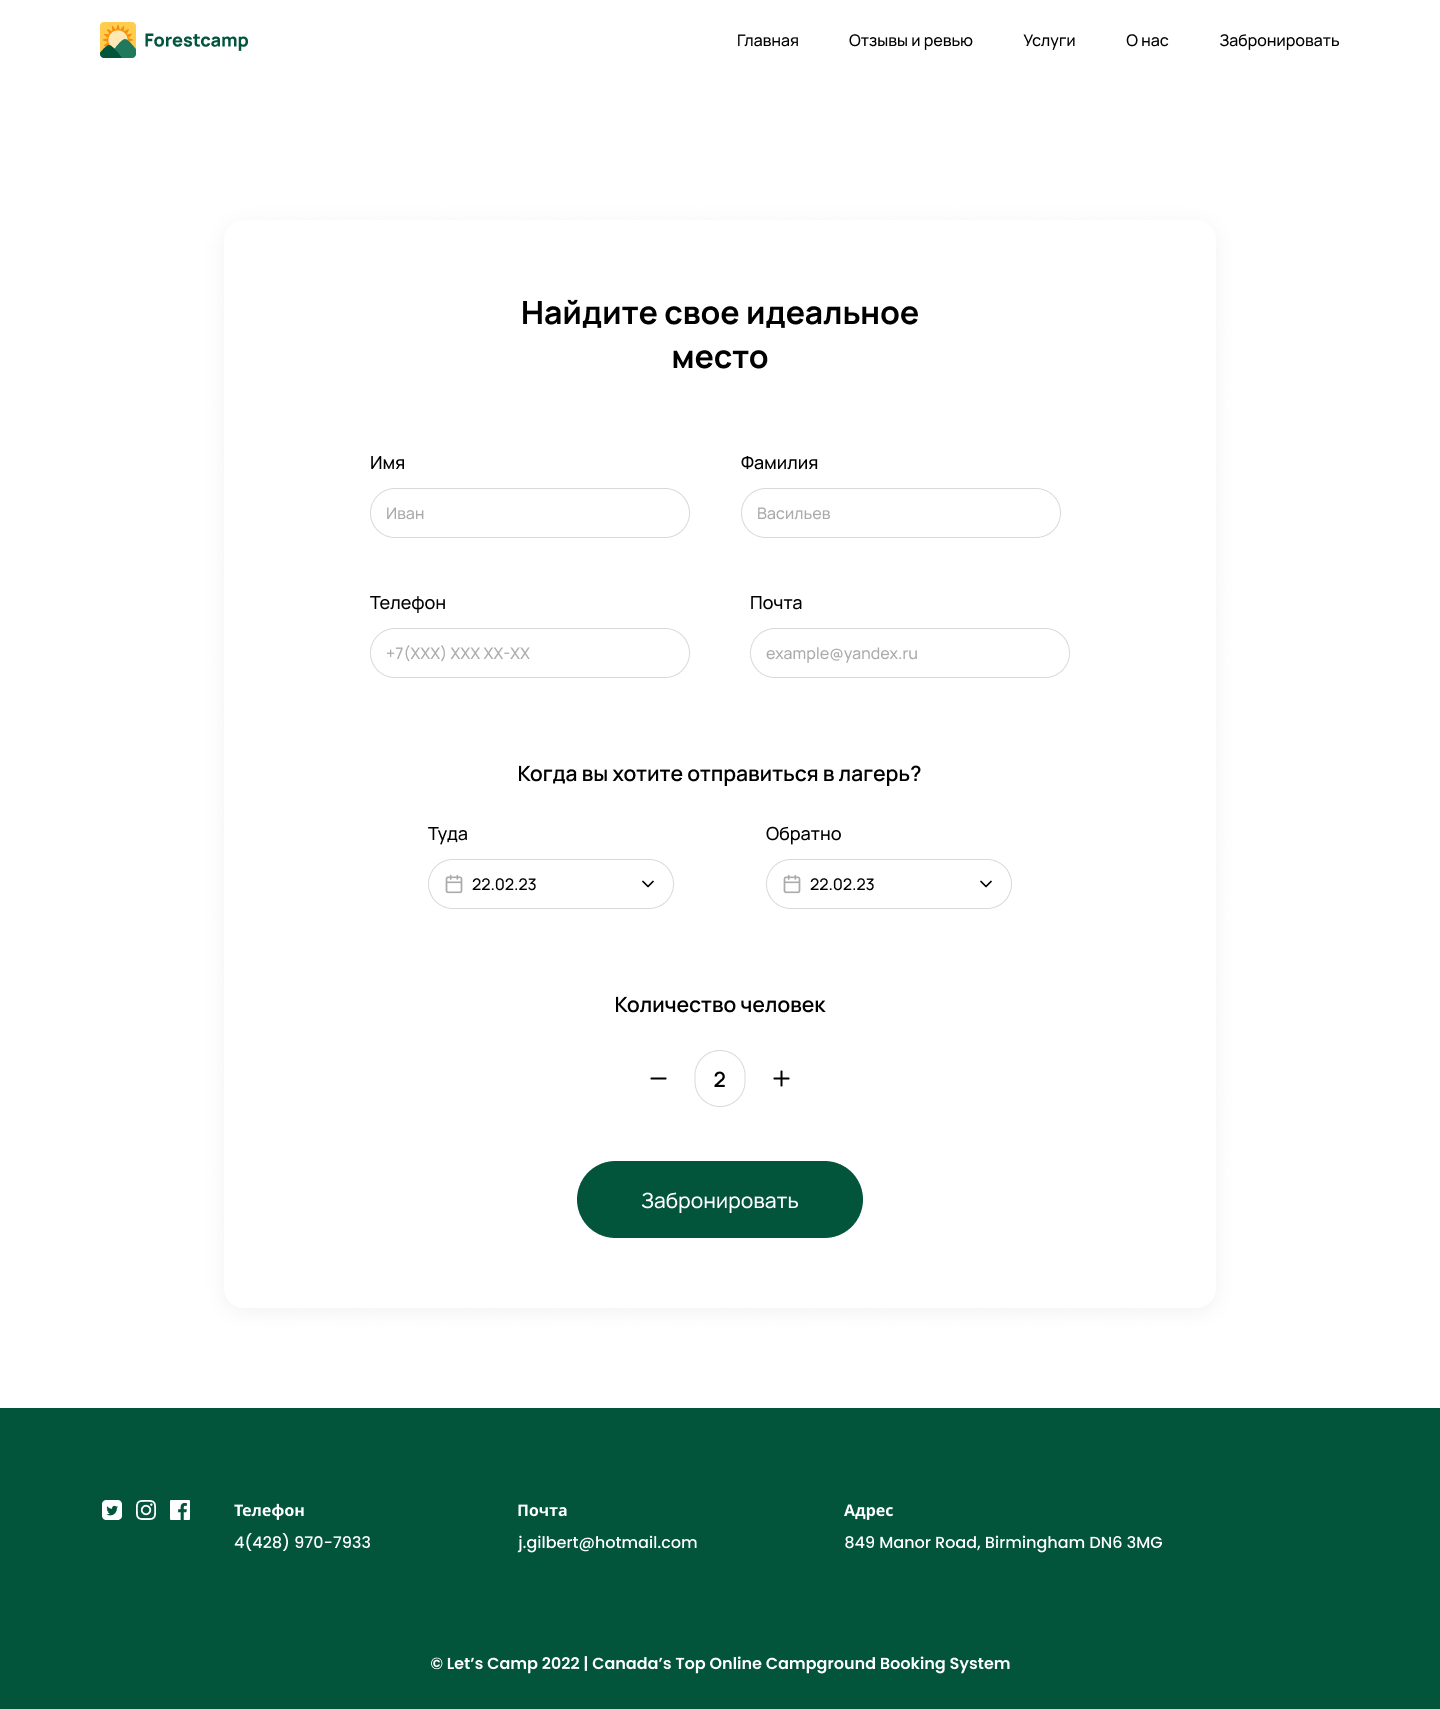 Forestcamp
Главная
Отзывы и ревью
Услуги
О нас
Забронировать
Найдите свое идеальное
место
Имя
Фамилия
Иван
Васильев
Телефон
Почта
+7(XXX) XXX XX-XX
example@yandex.ru
Когда вы хотите отправиться в лагерь?
Туда
Обратно
22.02.23
22.02.23
Количество человек
2
Забронировать
Телефон
4(428) 970-7933
Почта
j.gilbert@hotmail.com
Адрес
849 Manor Road, Birmingham DN6 3MG
© Let’s Camp 2022 | Canada’s Top Online Campground Booking System